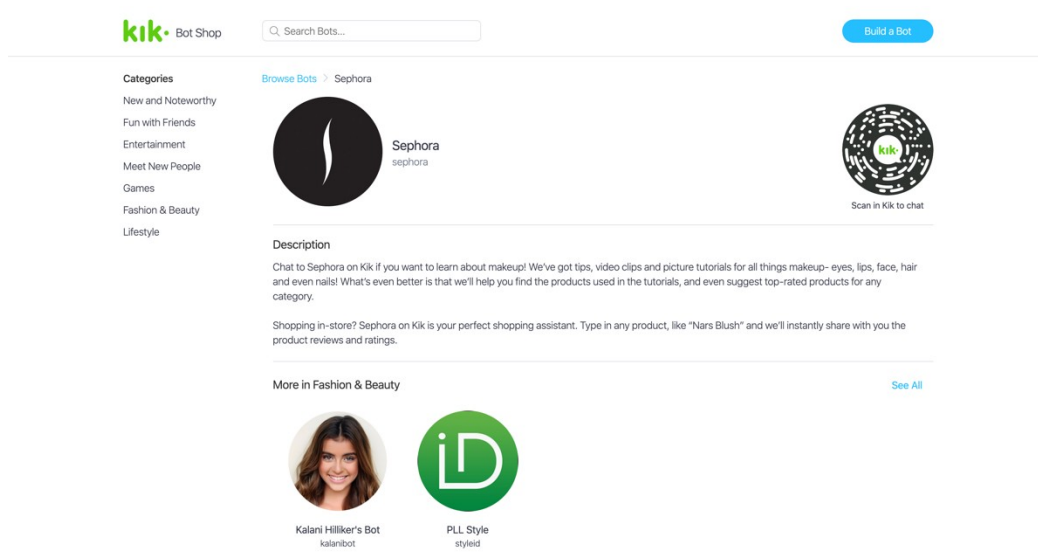 kik· Bot Shop
Search Bots...
Build a Bot
Categories
New and Noteworthy
Fun with Friends
Entertainment
Meet New People
Games
Fashion & Beauty
Lifestyle
Browse Bots > Sephora
Sephora
sephora
kik·
Scan in Kik to chat
Description
Chat to Sephora on Kik if you want to learn about makeup! We've got tips, video clips and picture tutorials for all things makeup- eyes, lips, face, hair
and even nails! What's even better is that we'll help you find the products used in the tutorials, and even suggest top-rated products for any
category.
Shopping in-store? Sephora on Kik is your perfect shopping assistant. Type in any product, like “Nars Blush” and we'll instantly share with you the
product reviews and ratings.
More in Fashion & Beauty
See All
iD
Kalani Hilliker's Bot
kalanibot
PLL Style
styleid